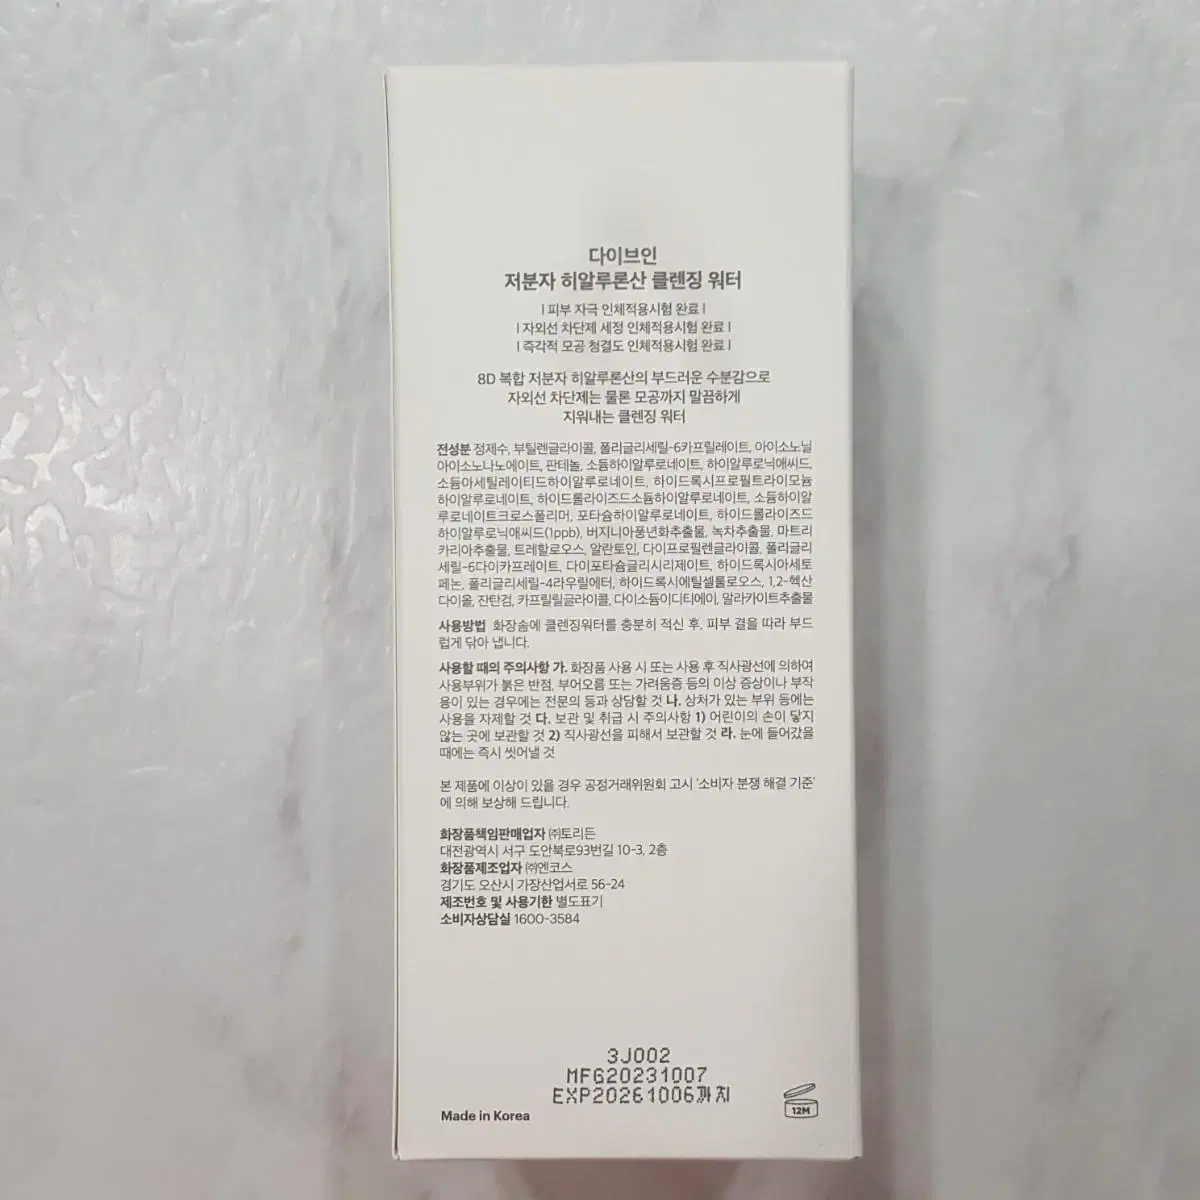 다이브인
저분자 히알루론산 클렌징 워터
| 피부 자극 인체적용시험 완료 |
| 자외선 차단제 세정 인체적용시험 완료 |
| 즉각적 모공 청결도 인체적용시험 완료 |
8D 복합 저분자 히알루론산의 부드러운 수분감으로
자외선 차단제는 물론 모공까지 말끔하게
지워내는 클렌징 워터
전성분 정제수, 부틸렌글라이콜, 폴리글리세릴-6카프릴레이트, 아이소노닐
아이소노나노에이트, 판테놀, 소듐하이알루로네이트, 하이알루로닉애씨드,
소듐아세틸레이티드하이알루로네이트, 하이드록시프로필트라이모늄
하이알루로네이트, 하이드롤라이즈드소듐하이알루로네이트, 소듐하이알
루로네이트크로스폴리머, 포타슘하이알루로네이트, 하이드롤라이즈드
하이알루로닉애씨드(1ppb), 버지니아풍년화추출물, 녹차추출물, 마트리
카리아추출물, 트레할로오스, 알란토인, 다이프로필렌글라이콜, 폴리글리
세릴-6다이카프레이트, 다이포타슘글리시리제이트, 하이드록시아세토
페논, 폴리글리세릴-4라우릴에터, 하이드록시에틸셀룰로오스, 1,2-헥산
다이올, 잔탄검, 카프릴릴글라이콜, 다이소듐이디티에이, 말라카이트추출물
사용방법 화장솜에 클렌징워터를 충분히 적신 후, 피부 결을 따라 부드
럽게 닦아 냅니다.
사용할 때의 주의사항 가. 화장품 사용 시 또는 사용 후 직사광선에 의하여
사용부위가 붉은 반점, 부어오름 또는 가려움증 등의 이상 증상이나 부작
용이 있는 경우에는 전문의 등과 상담할 것 나. 상처가 있는 부위 등에는
사용을 자제할 것 다. 보관 및 취급 시 주의사항 1) 어린이의 손이 닿지
않는 곳에 보관할 것 2) 직사광선을 피해서 보관할 것 라. 눈에 들어갔을
때에는 즉시 씻어낼 것
본 제품에 이상이 있을 경우 공정거래위원회 고시 '소비자 분쟁 해결 기준'
에 의해 보상해 드립니다.
화장품책임판매업자 ㈜토리든
대전광역시 서구 도안북로93번길 10-3, 2층
화장품제조업자 ㈜엔코스
경기도 오산시 가장산업서로 56-24
제조번호 및 사용기한 별도표기
소비자상담실 1600-3584
3J002
MFG20231007
EXP20261006까지
Made in Korea
12M